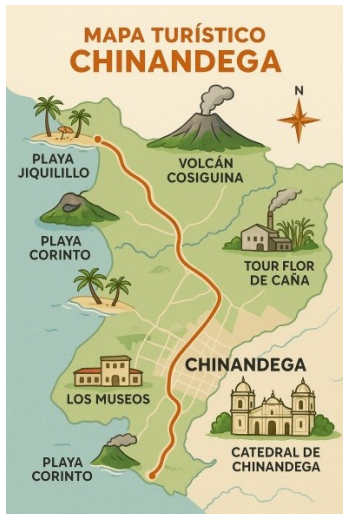 MAPA TURÍSTICO
CHINANDEGA
N
PLAYA
JIQUILILLO
VOLCÁN
COSIGUINA
PLAYA
CORINTO
TOUR FLOR
DE CAÑA
CHINANDEGA
LOS MUSEOS
CATEDRAL DE
CHINANDEGA
PLAYA
CORINTO